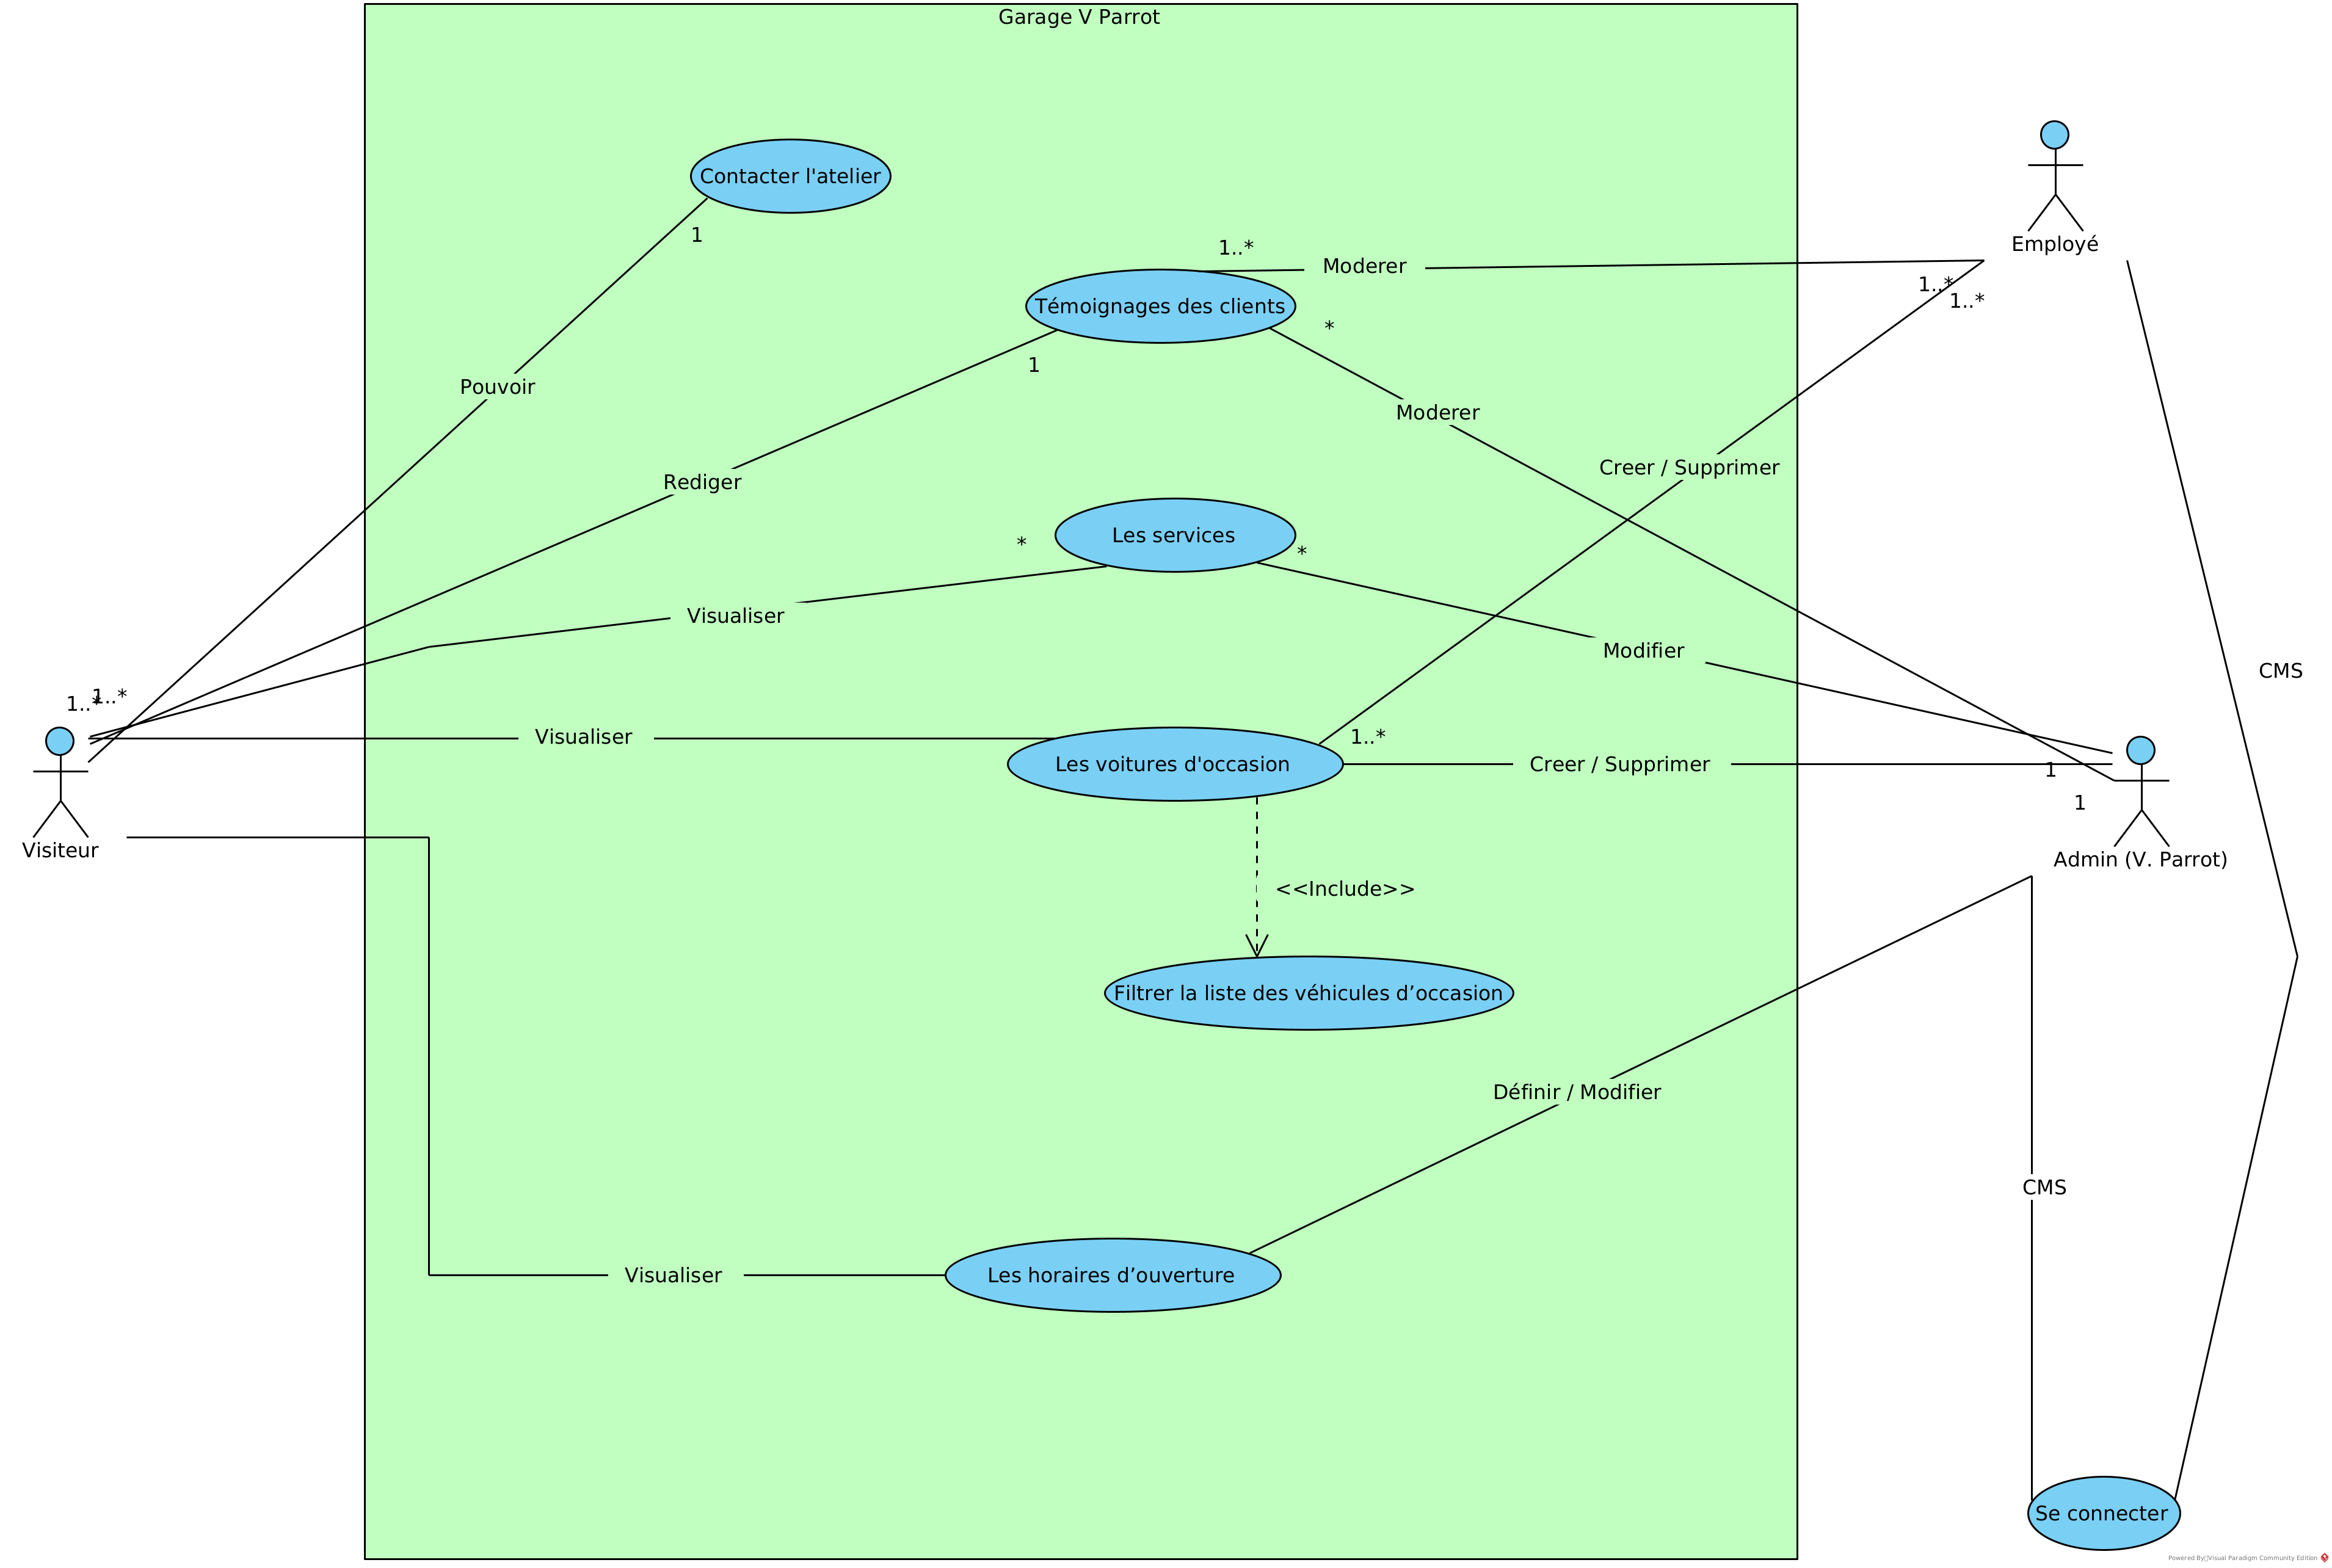 Garage V Parrot
Contacter l'atelier
1
Employé
1..*
Moderer
1..*
1..*
Témoignages des clients
*
1
Pouvoir
Moderer
Creer / Supprimer
Rediger
Les services
*
*
Visualiser
Modifier
CMS
1..*
1..*
Visualiser
1..*
Les voitures d'occasion
Creer / Supprimer
1
1
Visiteur
Admin (V. Parrot)
<<Include>>
Filtrer la liste des véhicules d’occasion
Définir / Modifier
CMS
Visualiser
Les horaires d’ouverture
Se connecter
Powered By Visual Paradigm Community Edition